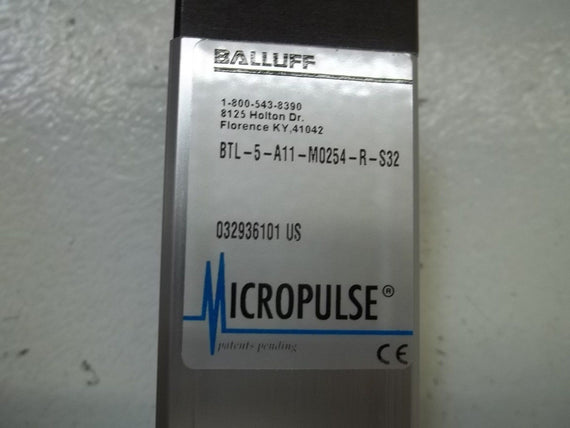 BALLUFF
1-800-543-8390
8125 Holton Dr.
Florence KY,41042
BTL-5-A11-M0254-R-S32
032936101 US
MICROPULSE®
patents pending
CE